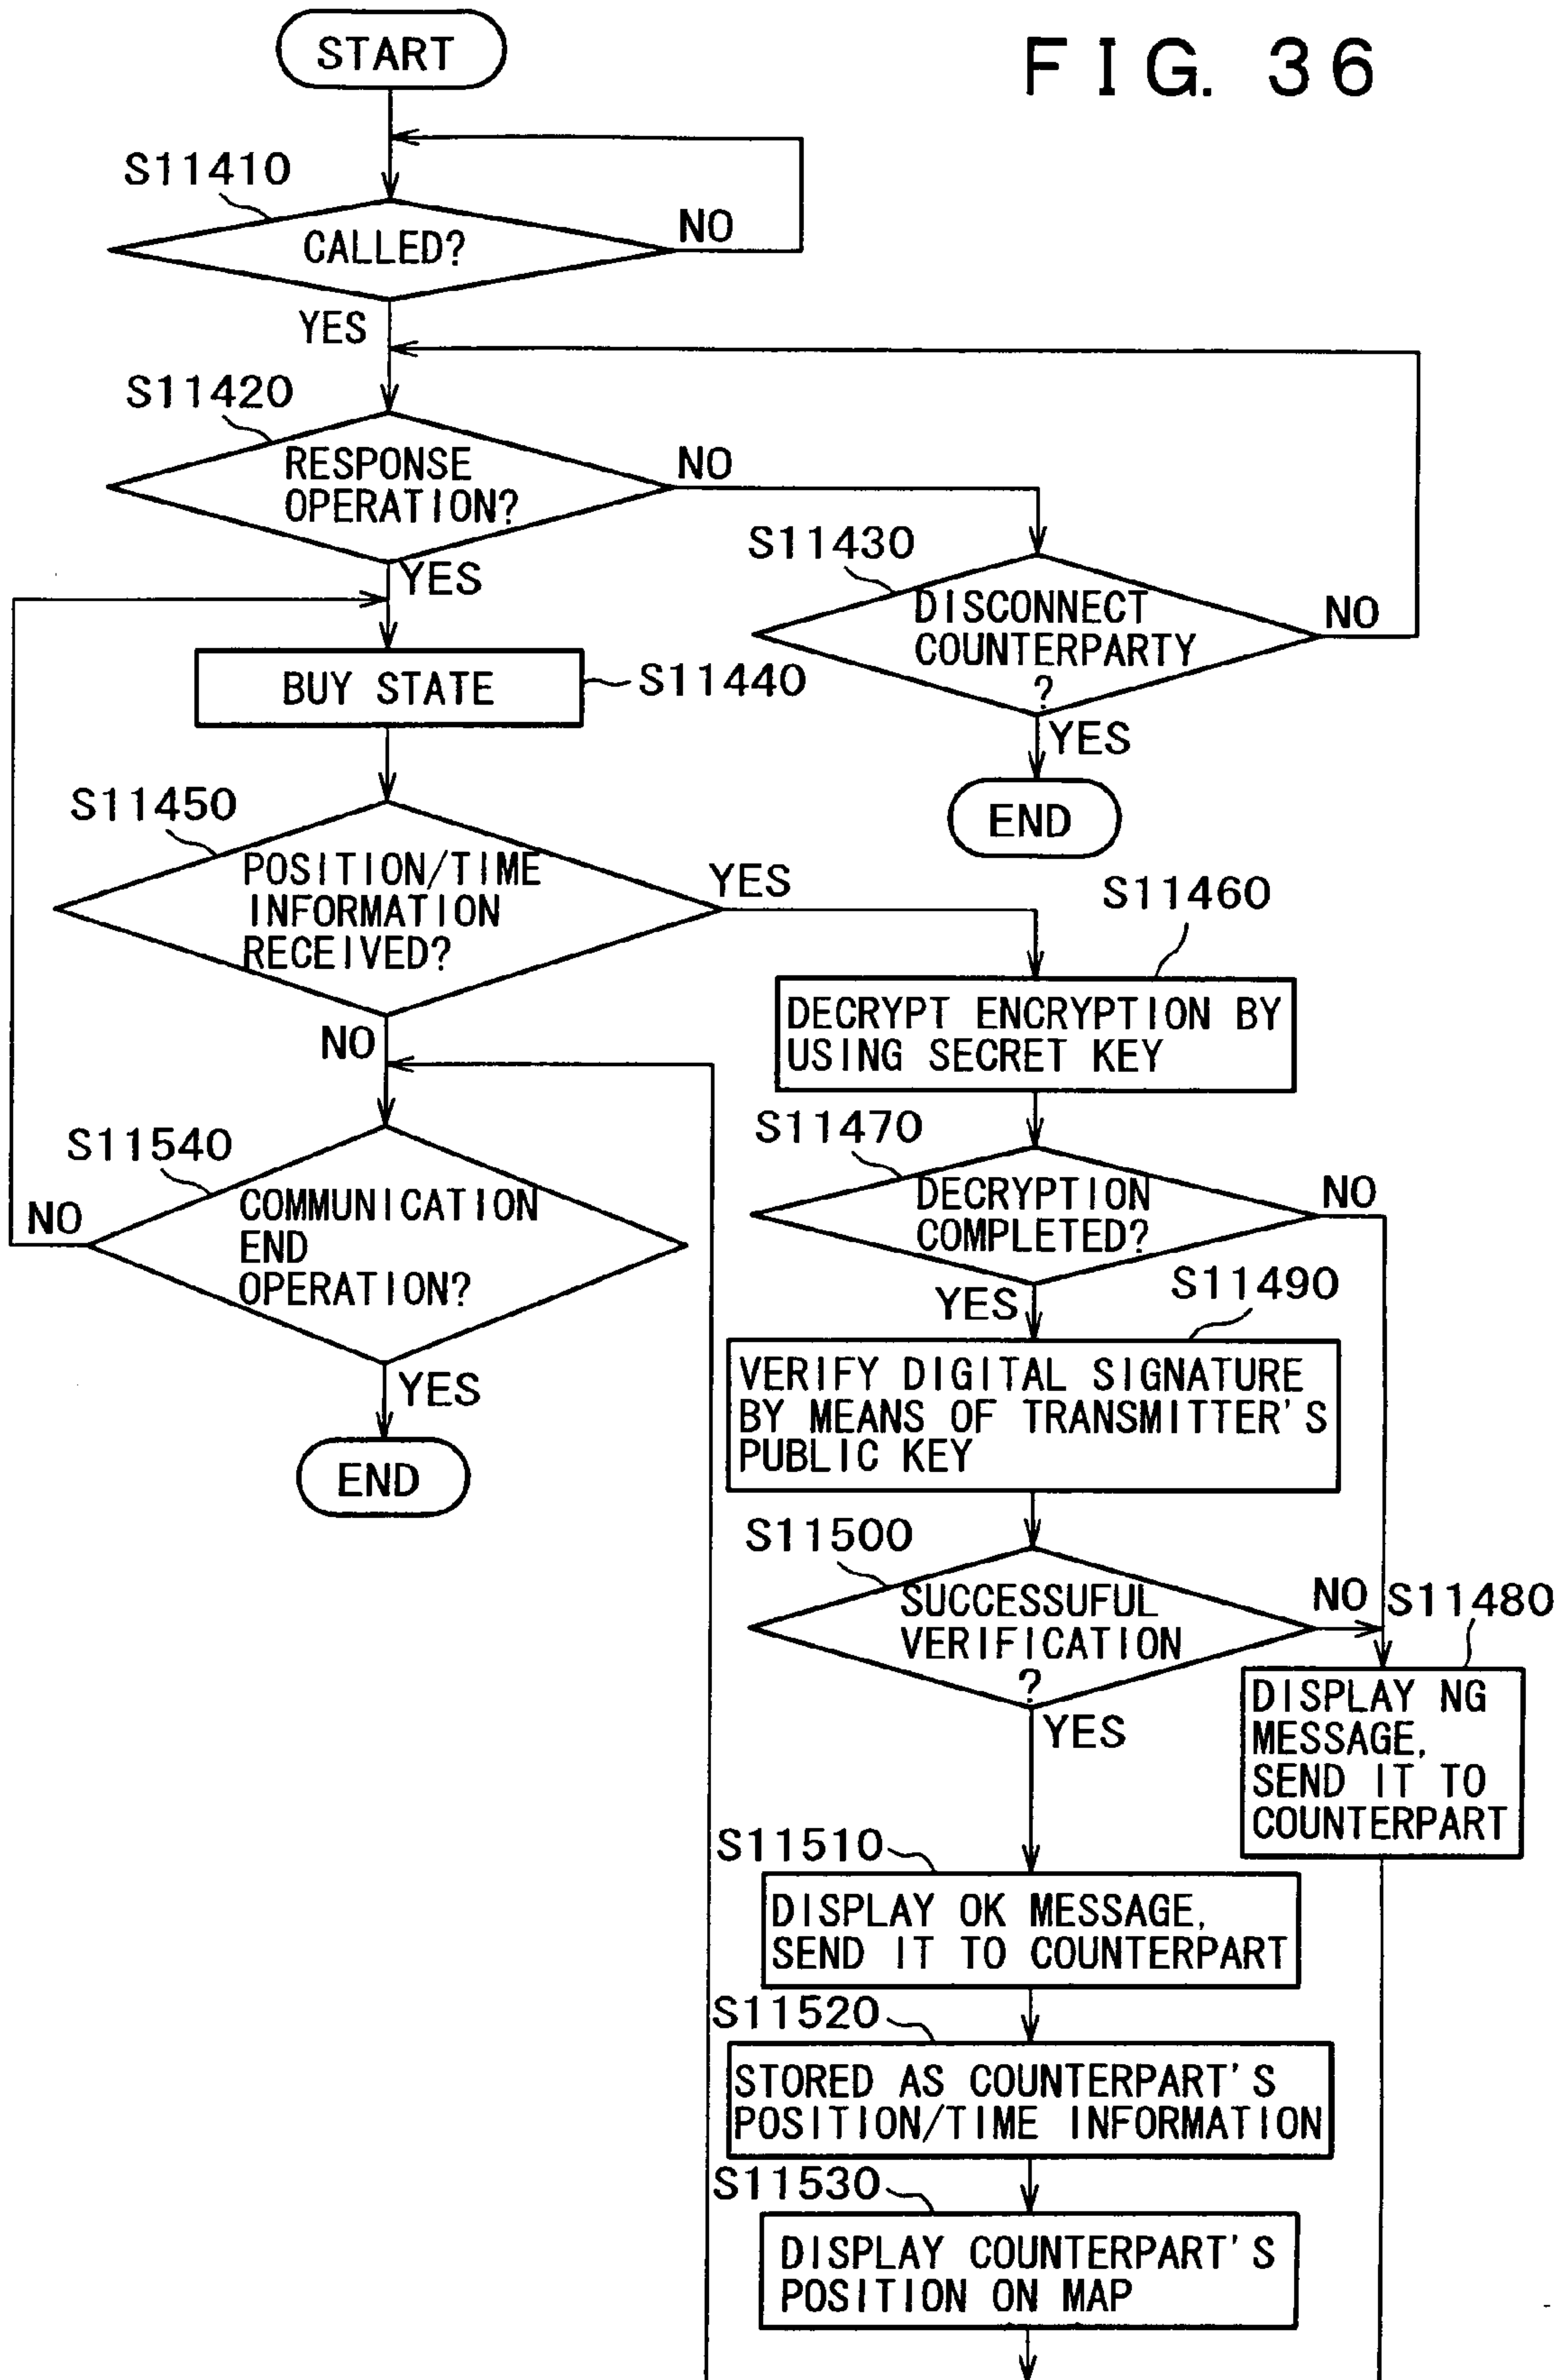 FIG. 36
START
S11410
CALLED?
NO
YES
S11420
RESPONSE
OPERATION?
NO
YES
S11430
DISCONNECT
COUNTERPARTY
?
NO
YES
END
BUY STATE
S11440
S11450
POSITION/TIME
INFORMATION
RECEIVED?
YES
NO
S11460
DECRYPT ENCRYPTION BY
USING SECRET KEY
S11470
DECRYPTION
COMPLETED?
NO
YES
S11540
COMMUNICATION
END
OPERATION?
NO
YES
END
S11490
VERIFY DIGITAL SIGNATURE
BY MEANS OF TRANSMITTER'S
PUBLIC KEY
S11500
SUCCESSUFUL
VERIFICATION
?
NO
YES
S11480
DISPLAY NG
MESSAGE,
SEND IT TO
COUNTERPART
S11510
DISPLAY OK MESSAGE,
SEND IT TO COUNTERPART
S11520
STORED AS COUNTERPART'S
POSITION/TIME INFORMATION
S11530
DISPLAY COUNTERPART'S
POSITION ON MAP